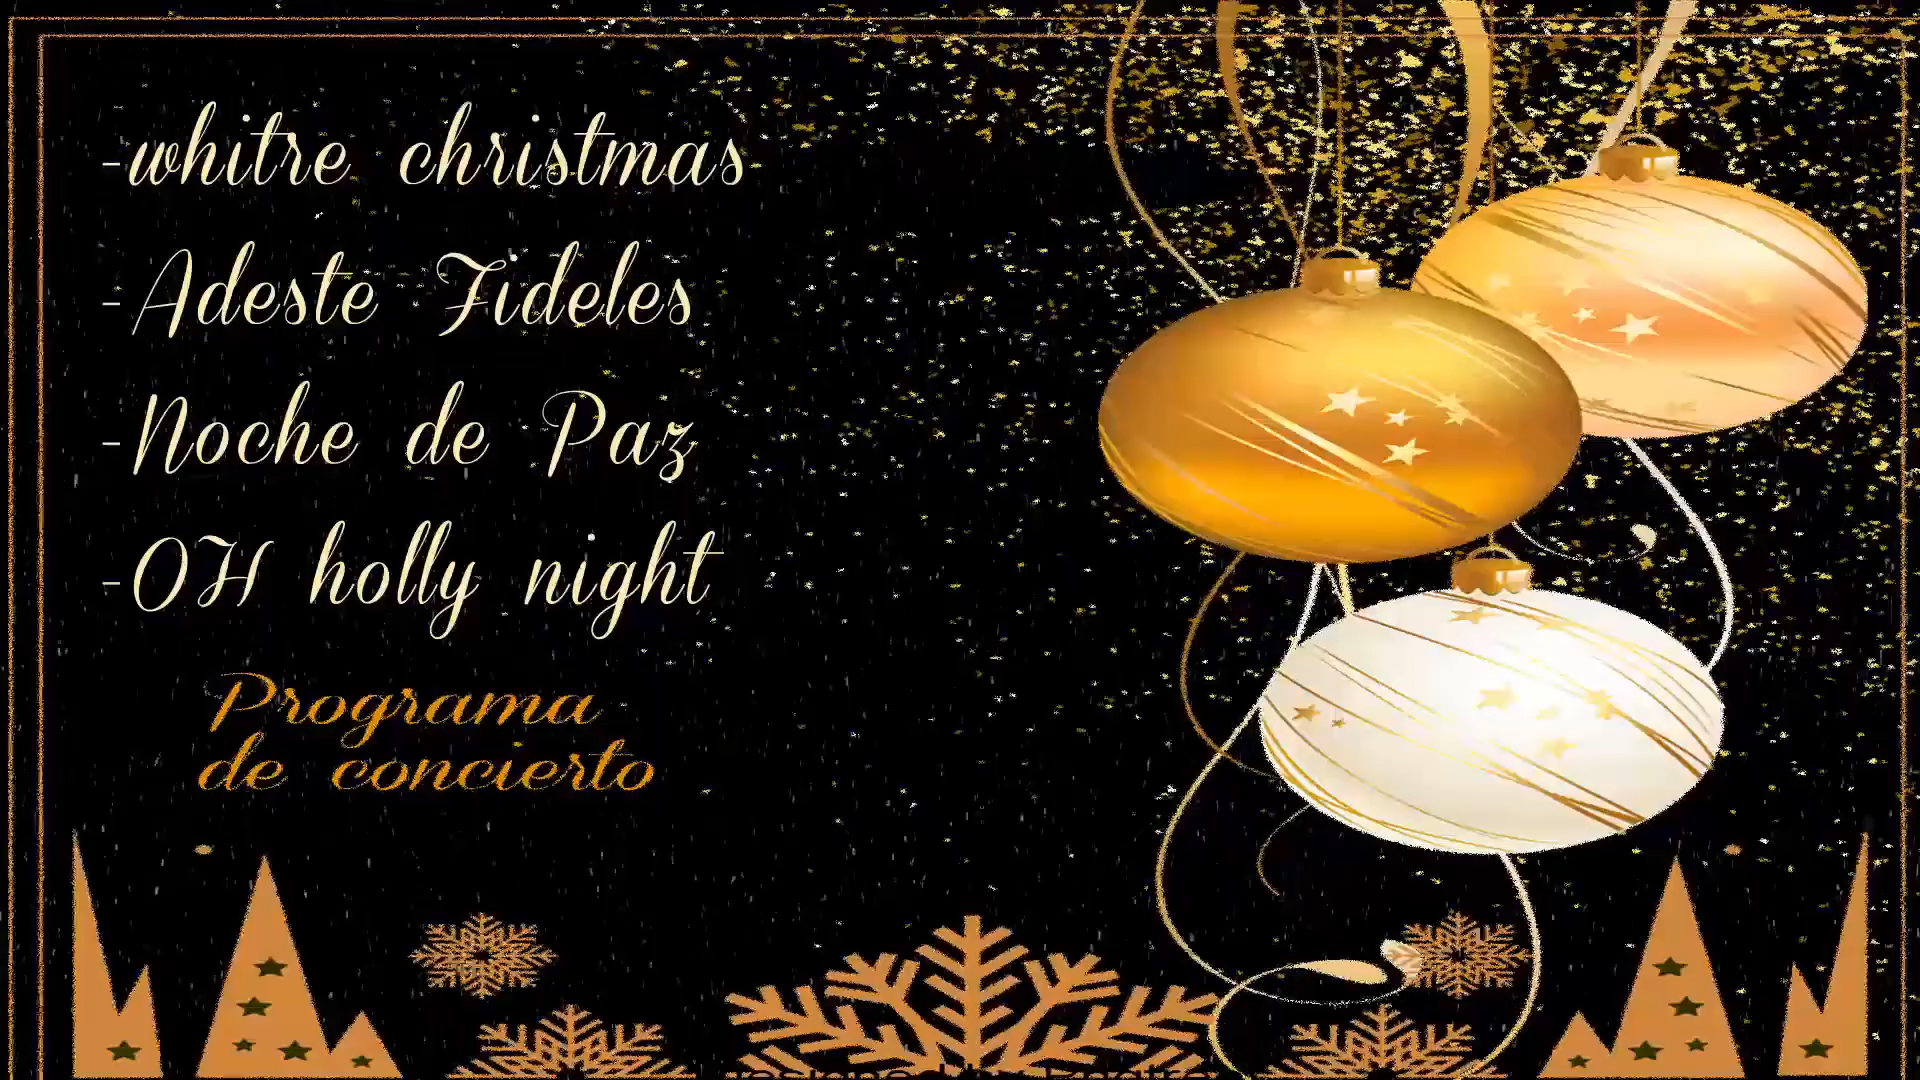 -whitre christmas
-Adeste Fideles
-Noche de Paz
-OH holly night
Programa
de concierto